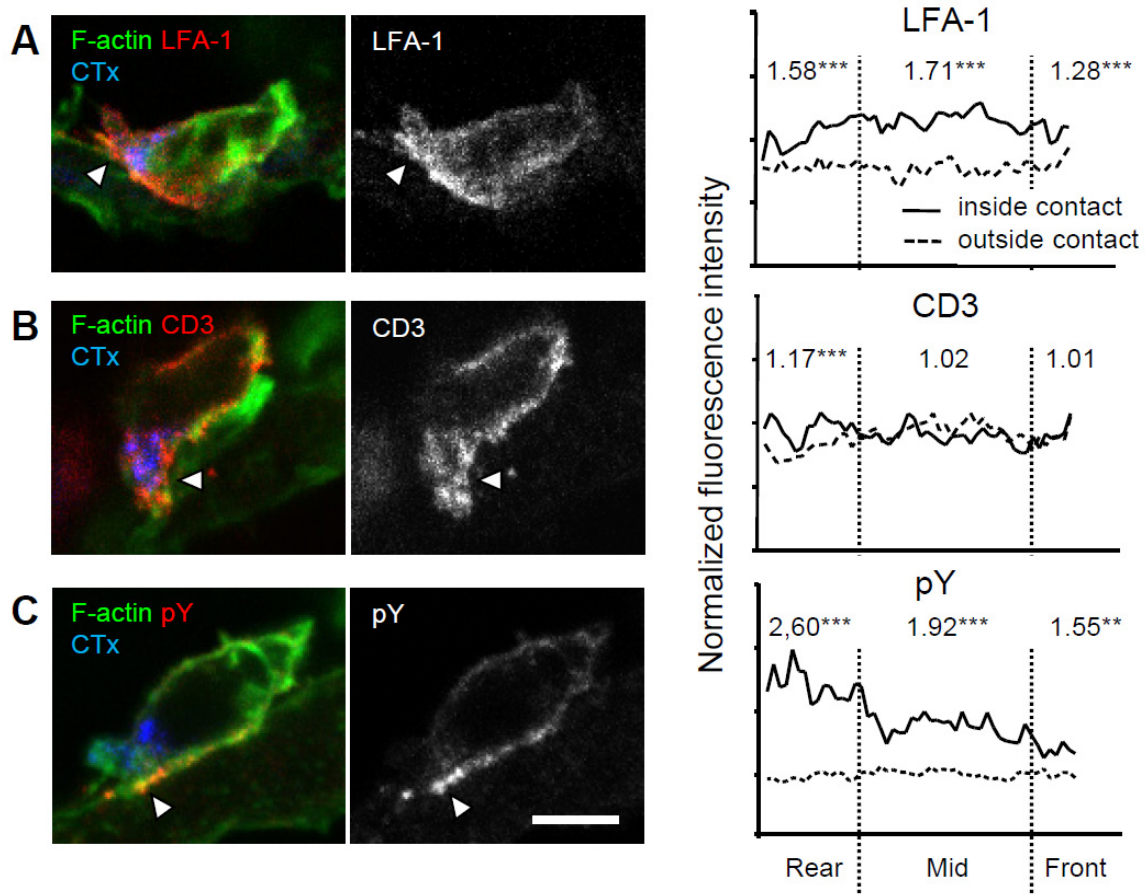 A
F-actin LFA-1
CTx
LFA-1
LFA-1
1.58***
1.71***
1.28***
inside contact
outside contact
B
F-actin CD3
CTx
CD3
CD3
1.17***
1.02
1.01
Normalized fluorescence intensity
C
F-actin pY
CTx
pY
pY
2,60***
1.92***
1.55**
Rear
Mid
Front